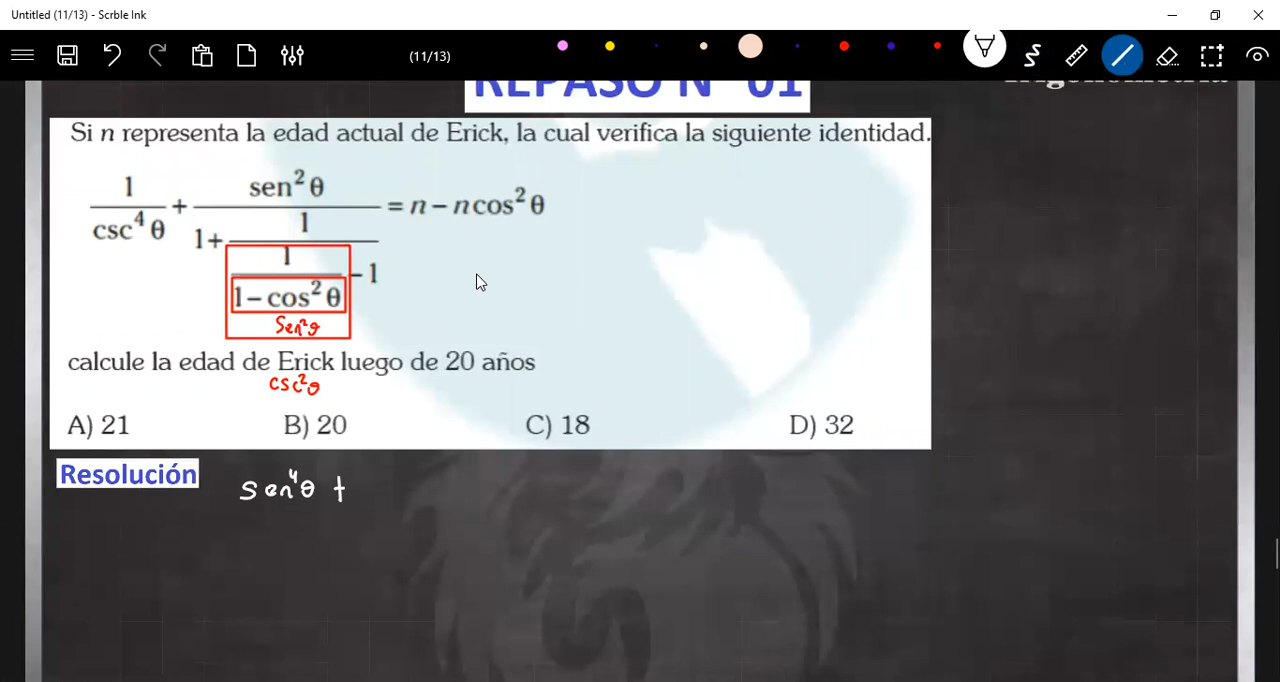 Untitled (11/13) - Scrble Ink
(11/13)
REPASO N° 01
Trigonometría
Si n representa la edad actual de Erick, la cual verifica la siguiente identidad.
1/csc⁴θ + sen²θ/(1+1/(1/(1−cos²θ)−1)) = n − ncos²θ
Sen²θ
calcule la edad de Erick luego de 20 años
csc²θ
A) 21 B) 20 C) 18 D) 32
Resolución
sen⁴θ +